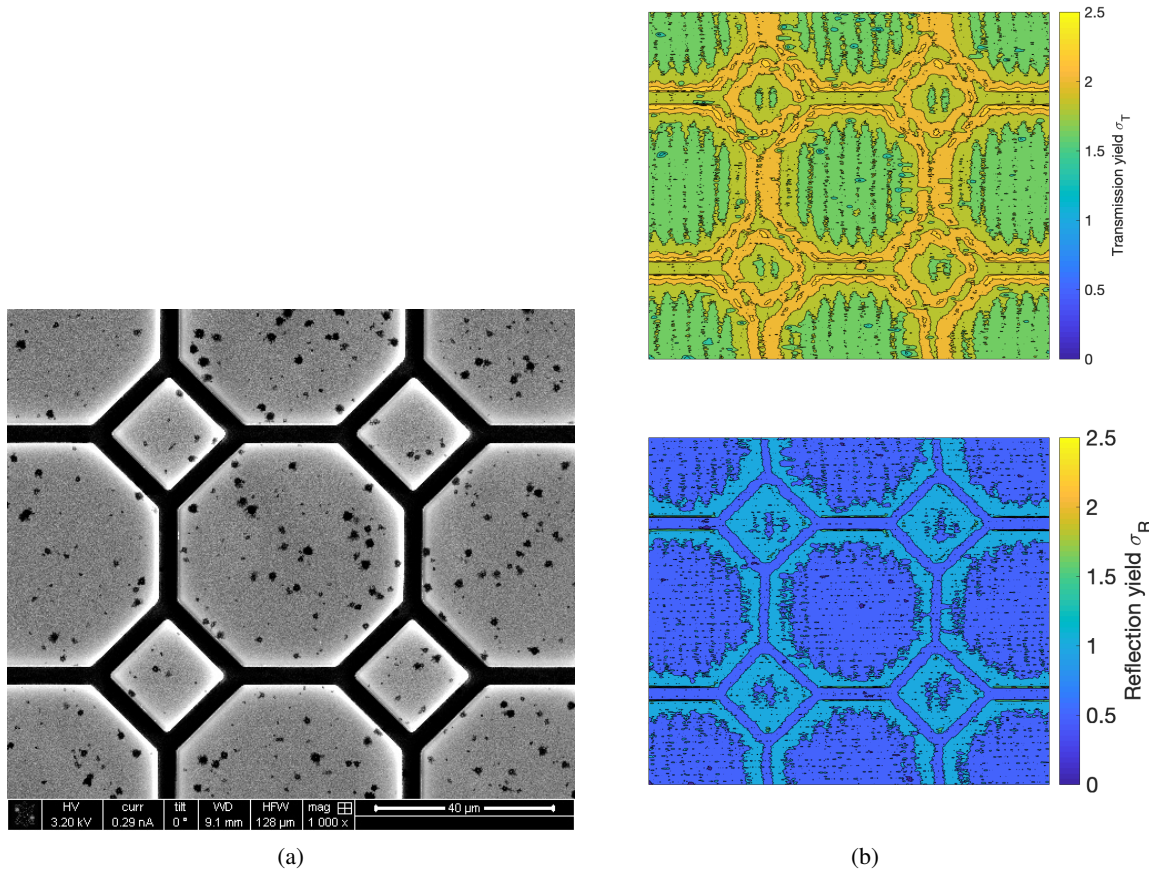 2.5
2
1.5
1
0.5
0
Transmission yield σT
2.5
2
1.5
1
0.5
0
Reflection yield σR
HV curr tilt WD HFW mag 40 µm
3.20 kV 0.29 nA 0 ° 9.1 mm 128 µm 1 000 x
(a) (b)